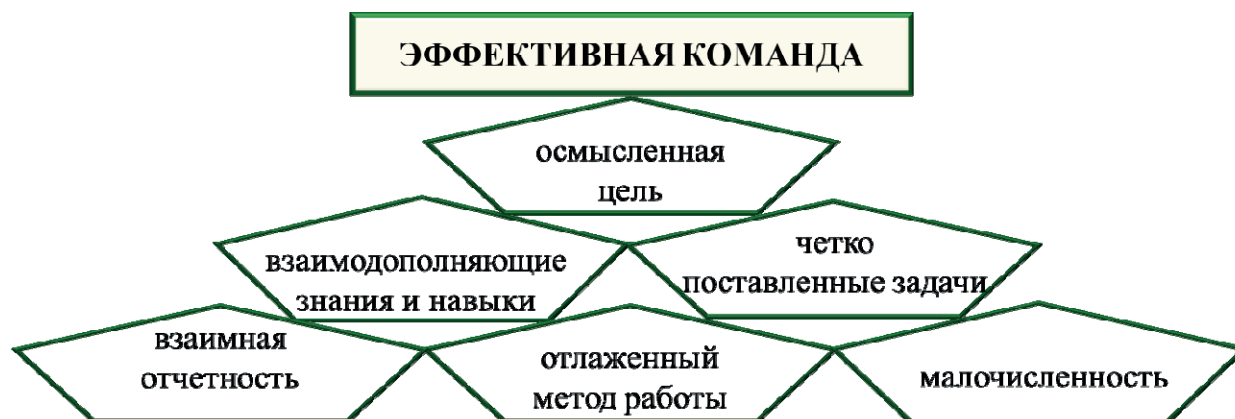 ЭФФЕКТИВНАЯ КОМАНДА
осмысленная
цель
взаимодополняющие
знания и навыки
четко
поставленные задачи
взаимная
отчетность
отлаженный
метод работы
малочисленность